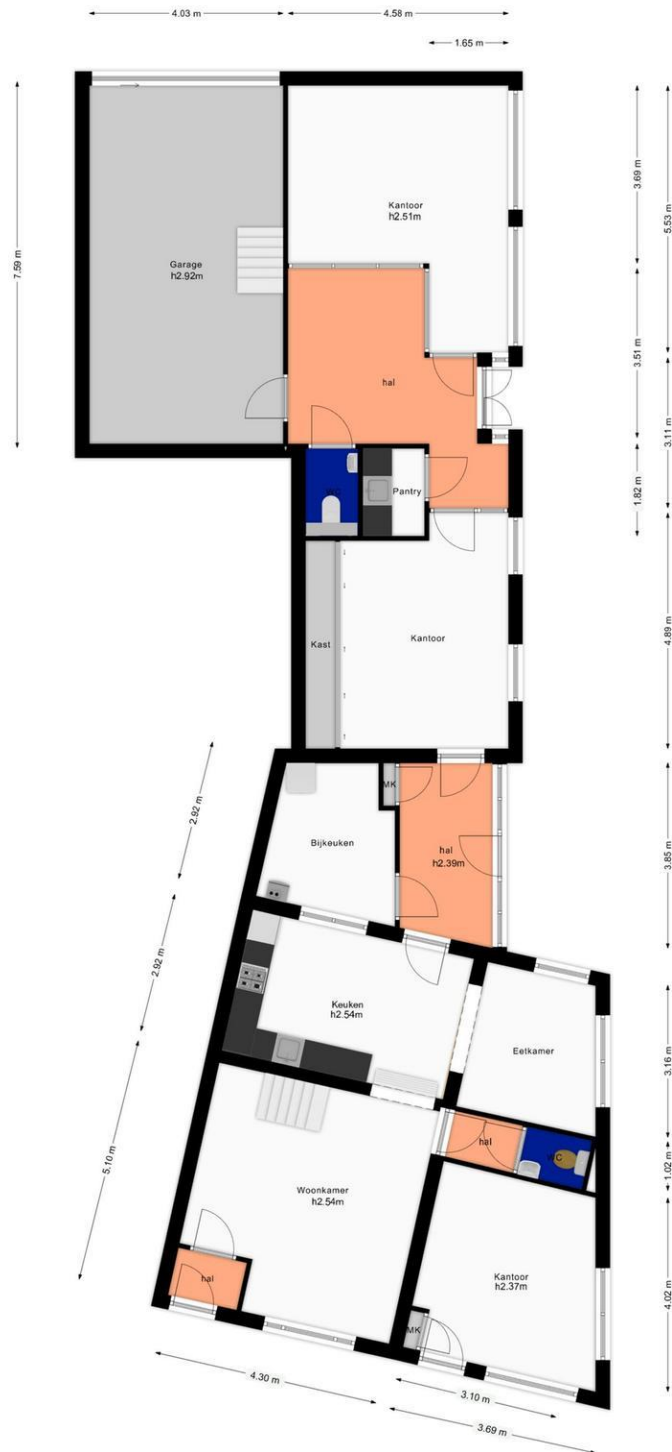 4.03 m
4.58 m
1.65 m
7.59 m
3.69 m
5.53 m
Kantoor
h2.51m
Garage
h2.92m
3.51 m
hal
3.11 m
1.82 m
WC
Pantry
4.89 m
Kast
Kantoor
2.92 m
MK
Bijkeuken
hal
h2.39m
3.85 m
2.92 m
Keuken
h2.54m
Eetkamer
3.16 m
5.10 m
hal
WC
1.02 m
Woonkamer
h2.54m
hal
Kantoor
h2.37m
4.02 m
MK
4.30 m
3.10 m
3.69 m